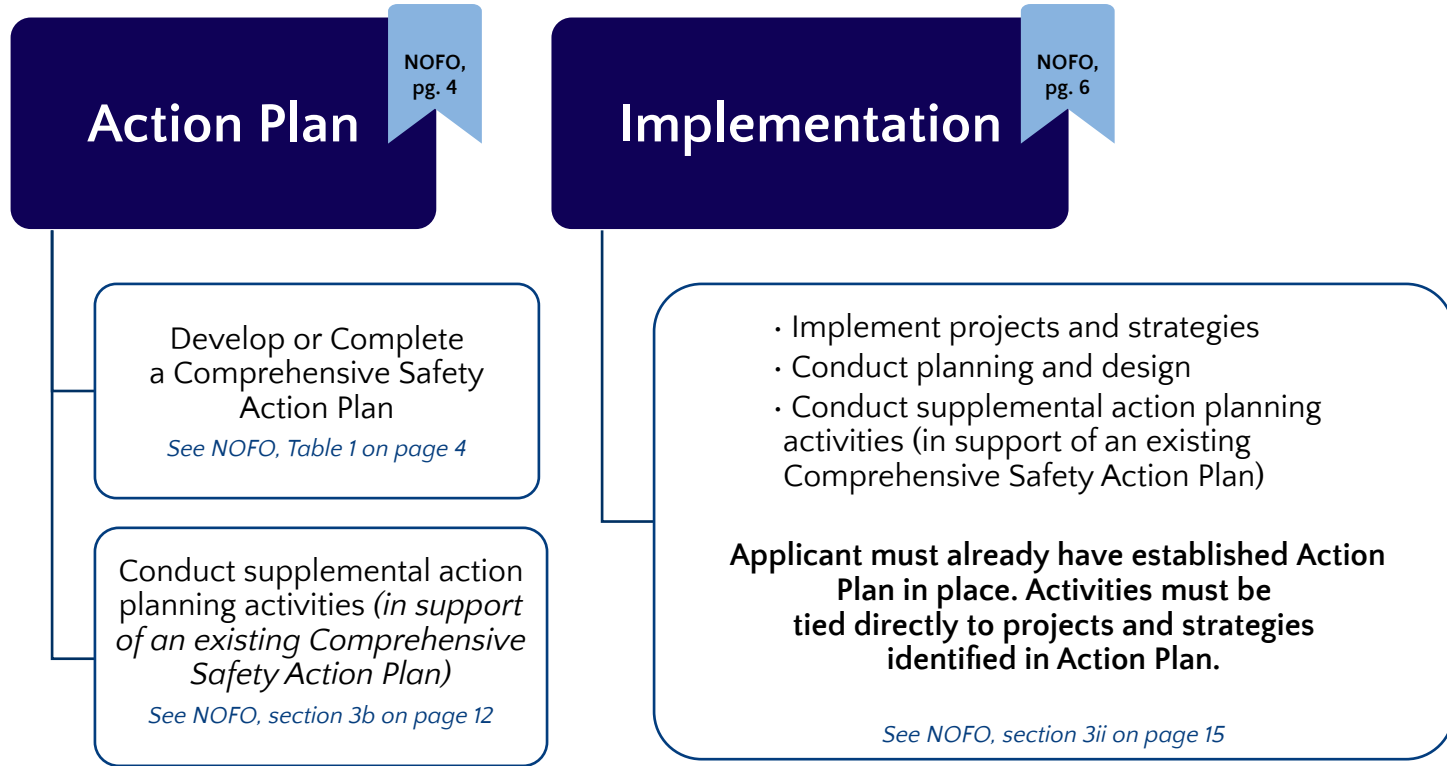 Action Plan
NOFO,
pg. 4
Develop or Complete
a Comprehensive Safety
Action Plan
See NOFO, Table 1 on page 4
Conduct supplemental action
planning activities (in support
of an existing Comprehensive
Safety Action Plan)
See NOFO, section 3b on page 12
Implementation
NOFO,
pg. 6
· Implement projects and strategies
· Conduct planning and design
· Conduct supplemental action planning
activities (in support of an existing
Comprehensive Safety Action Plan)
Applicant must already have established Action
Plan in place. Activities must be
tied directly to projects and strategies
identified in Action Plan.
See NOFO, section 3ii on page 15